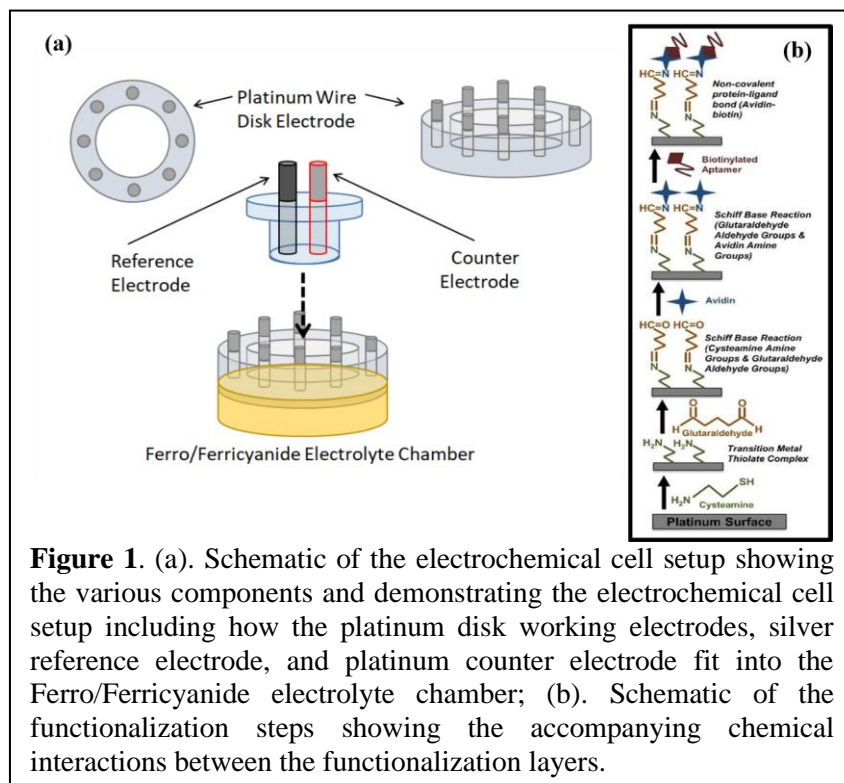 (a)
Platinum Wire
Disk Electrode
Reference
Electrode
Counter
Electrode
Ferro/Ferricyanide Electrolyte Chamber
(b)
HC=N HC=N
Non-covalent
protein-ligand
bond (Avidin-
biotin)
N N
Biotinylated
Aptamer
HC=N HC=N
Schiff Base Reaction
(Glutaraldehyde
Aldehyde Groups &
Avidin Amine
Groups)
N N
Avidin
HC=O HC=O
Schiff Base Reaction
(Cysteamine Amine
Groups & Glutaraldehyde
Aldehyde Groups)
N N
O O
H H
Glutaraldehyde
H₂N H₂N
Transition Metal
Thiolate Complex
SH
H₂N
Cysteamine
Platinum Surface
Figure 1. (a). Schematic of the electrochemical cell setup showing
the various components and demonstrating the electrochemical cell
setup including how the platinum disk working electrodes, silver
reference electrode, and platinum counter electrode fit into the
Ferro/Ferricyanide electrolyte chamber; (b). Schematic of the
functionalization steps showing the accompanying chemical
interactions between the functionalization layers.